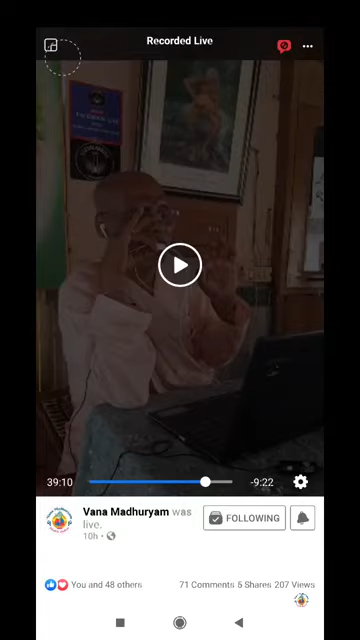 Recorded Live
39:10
-9:22
Vana Madhuryam was
live.
10h
FOLLOWING
You and 48 others
71 Comments 5 Shares 207 Views